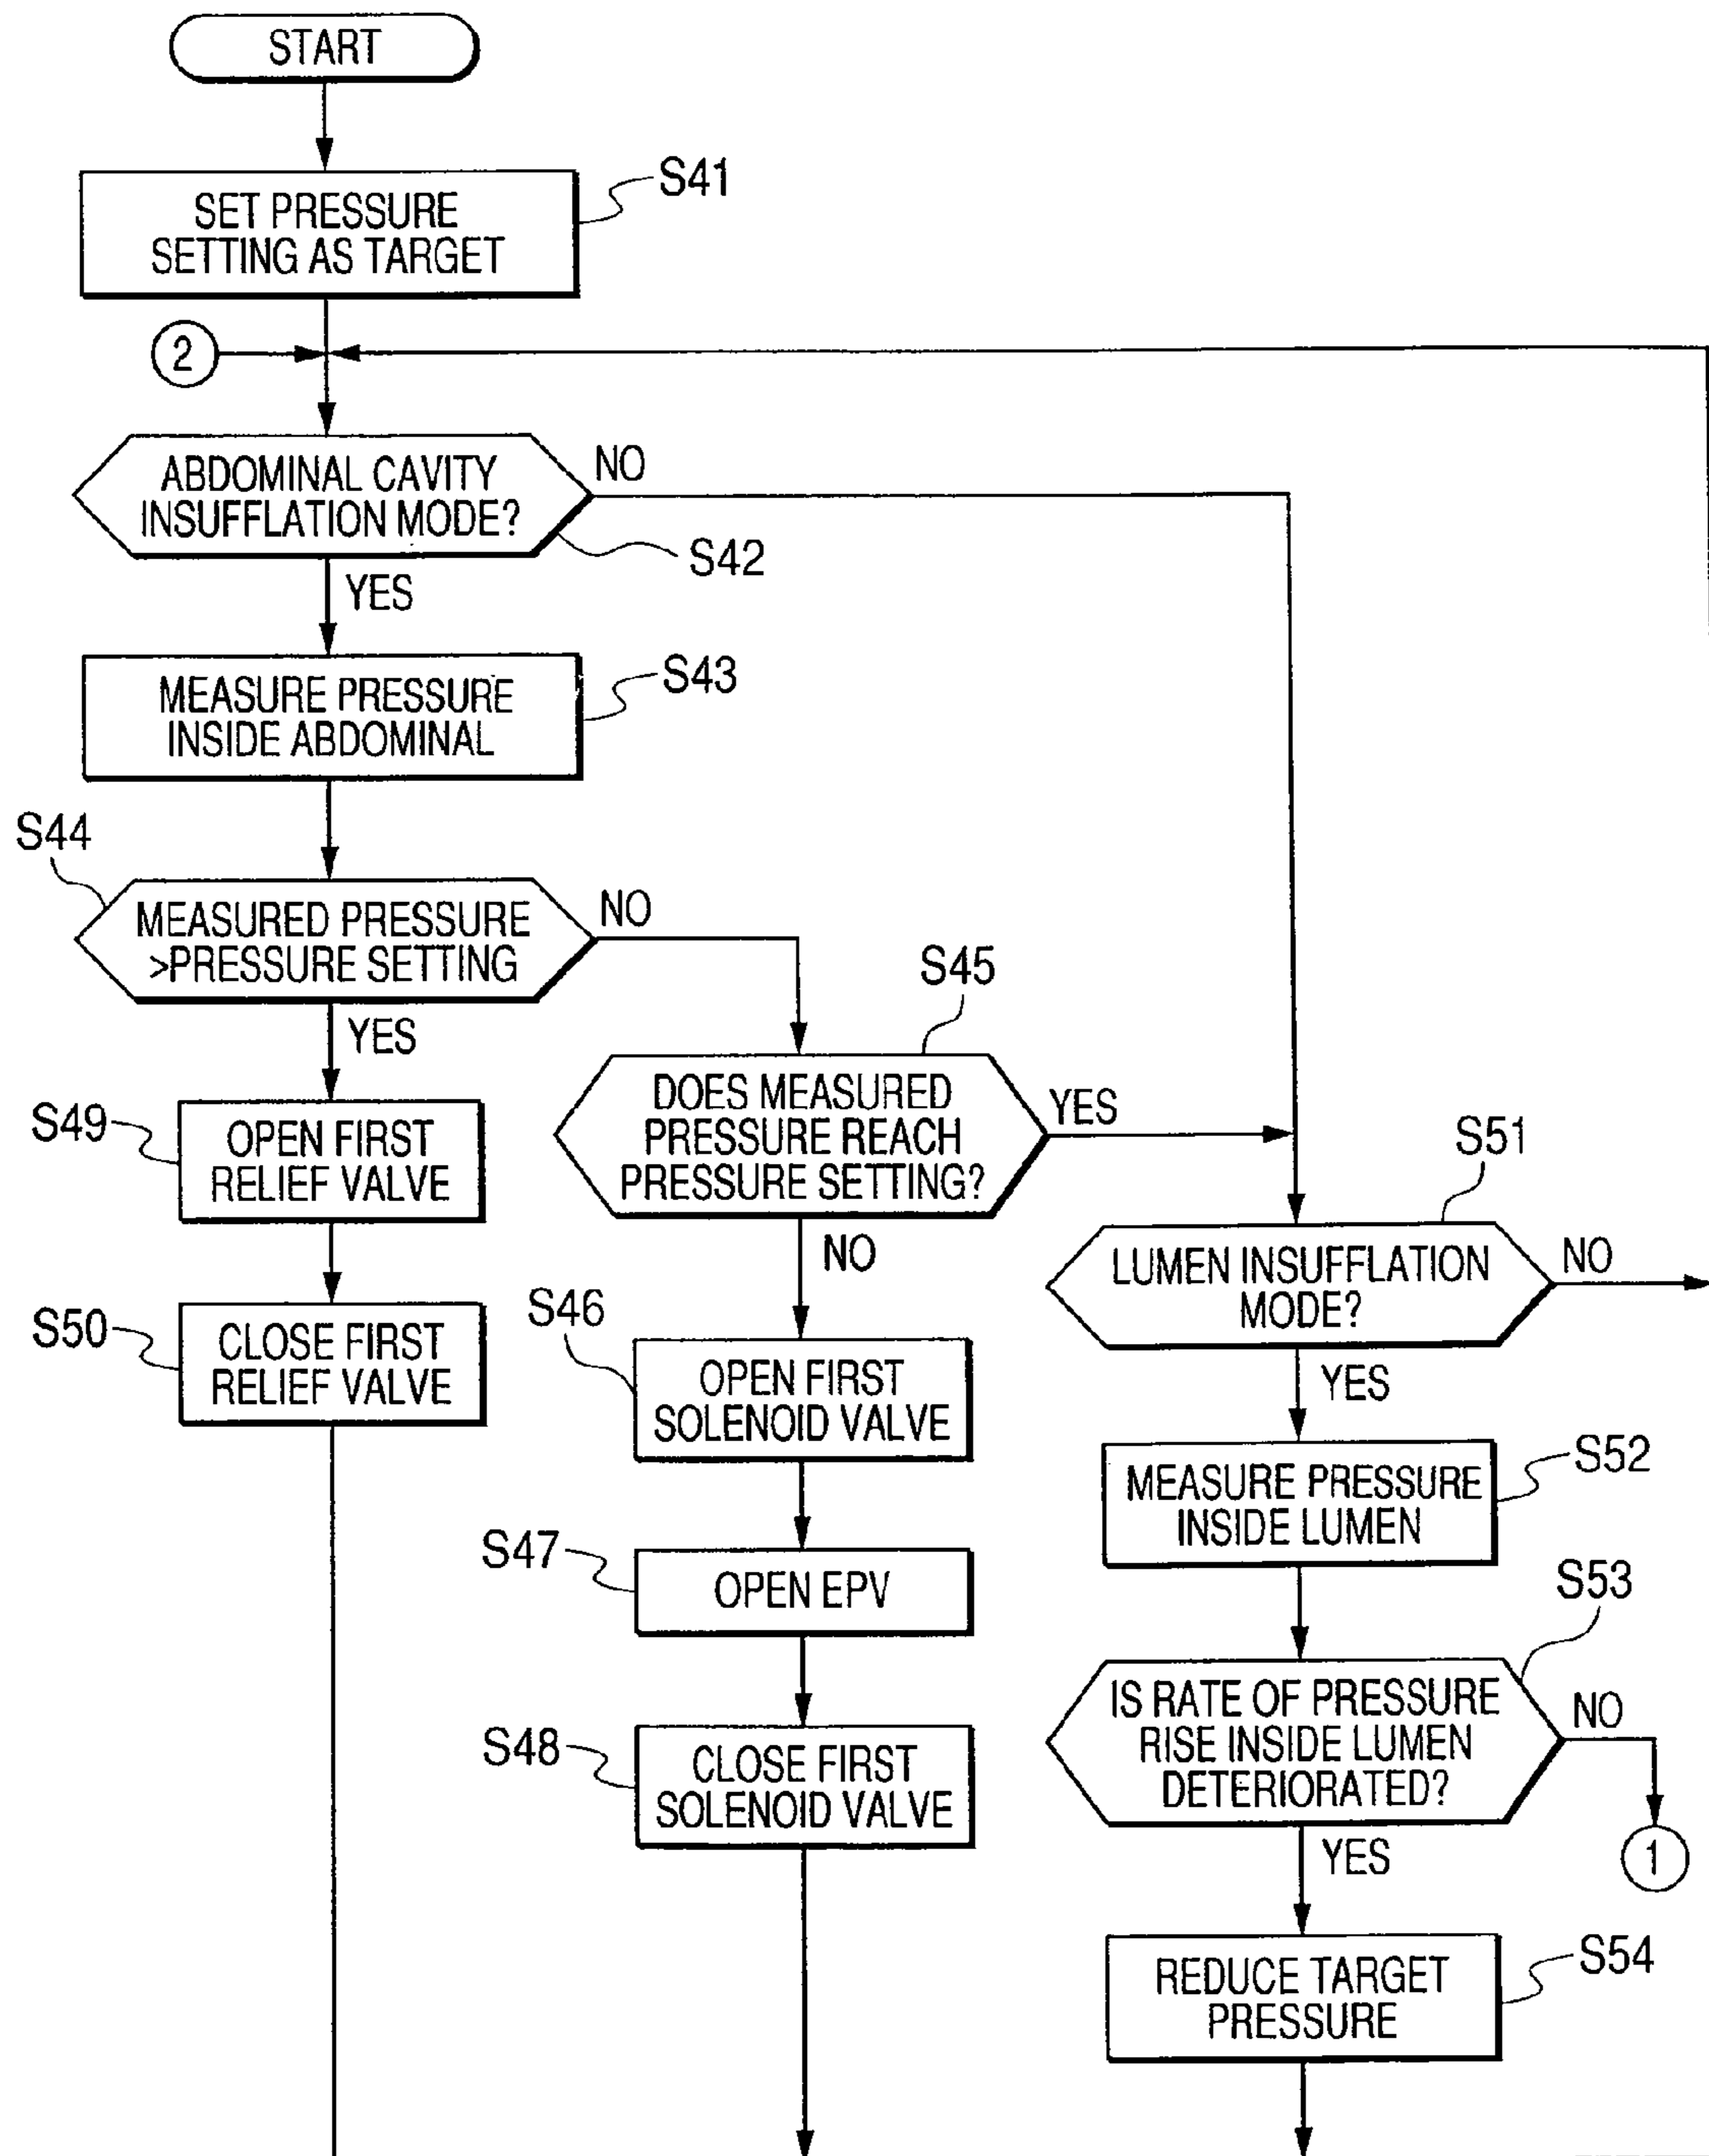 START
S41
SET PRESSURE
SETTING AS TARGET
2
ABDOMINAL CAVITY
INSUFFLATION MODE?
NO
S42
YES
S43
MEASURE PRESSURE
INSIDE ABDOMINAL
S44
MEASURED PRESSURE
>PRESSURE SETTING
NO
YES
S45
DOES MEASURED
PRESSURE REACH
PRESSURE SETTING?
YES
NO
S49
OPEN FIRST
RELIEF VALVE
S50
CLOSE FIRST
RELIEF VALVE
S46
OPEN FIRST
SOLENOID VALVE
S47
OPEN EPV
S48
CLOSE FIRST
SOLENOID VALVE
S51
LUMEN INSUFFLATION
MODE?
NO
YES
S52
MEASURE PRESSURE
INSIDE LUMEN
S53
IS RATE OF PRESSURE
RISE INSIDE LUMEN
DETERIORATED?
NO
1
YES
S54
REDUCE TARGET
PRESSURE